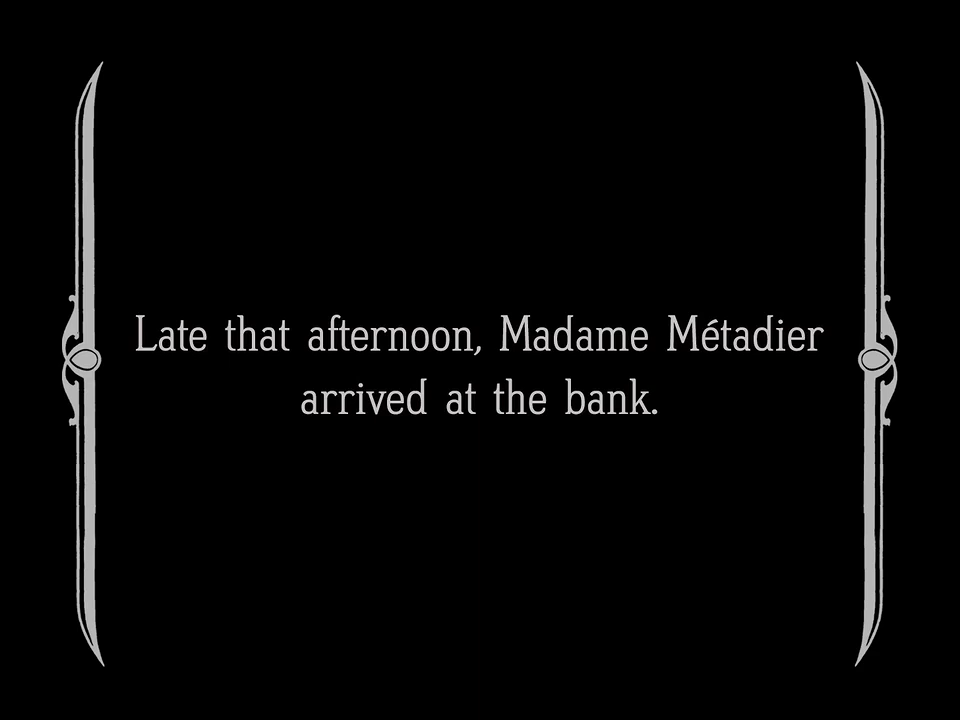 Late that afternoon, Madame Métadier
arrived at the bank.